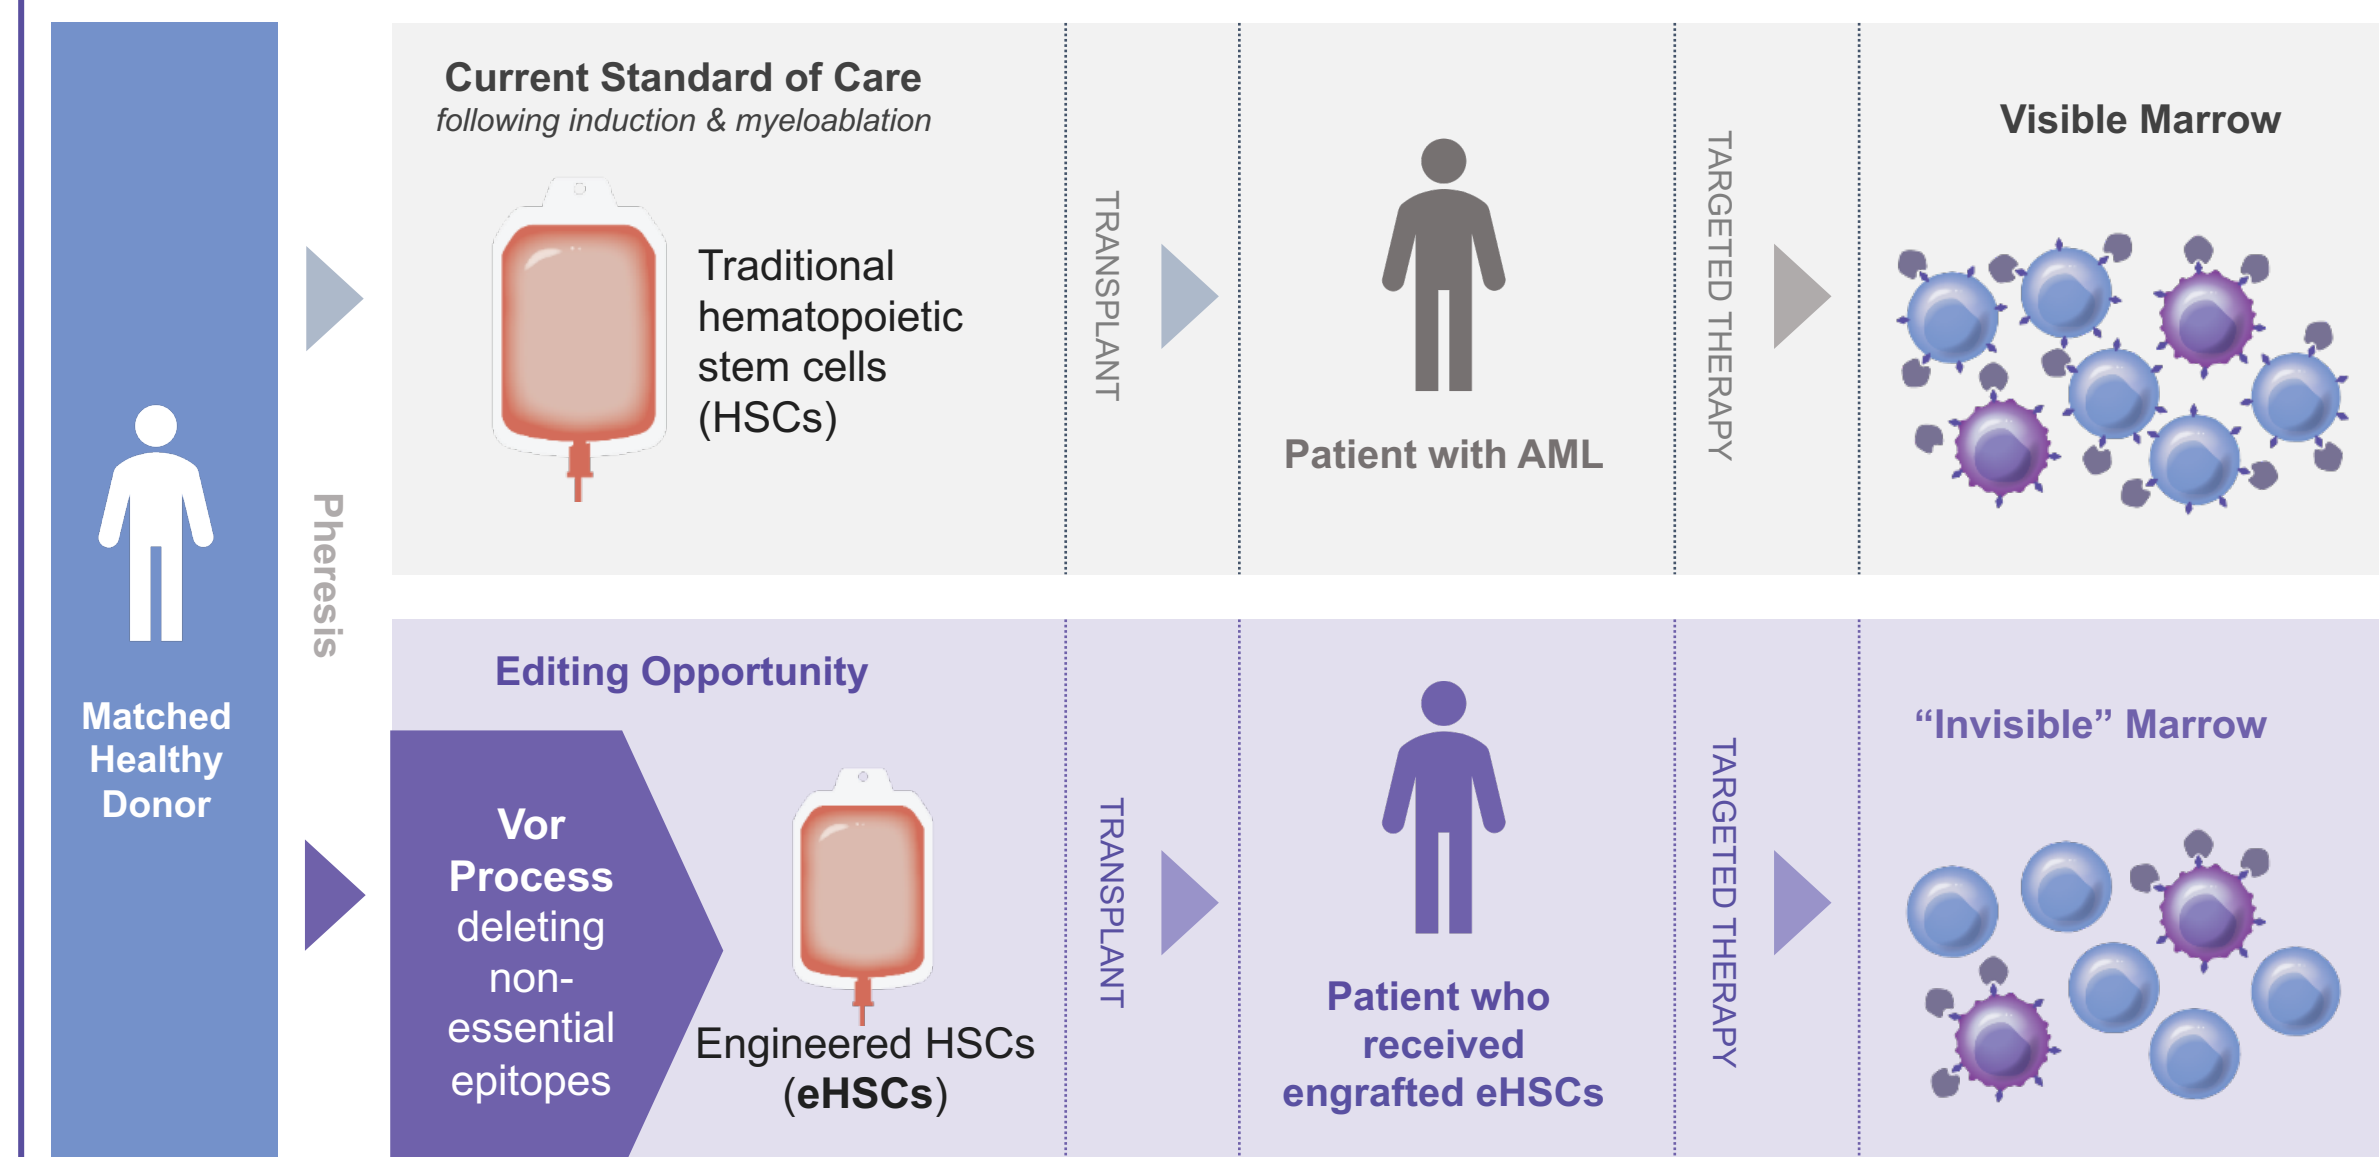 Matched
Healthy
Donor
Pheresis
Current Standard of Care
following induction & myeloablation
Traditional
hematopoietic
stem cells
(HSCs)
TRANSPLANT
Patient with AML
TARGETED THERAPY
Visible Marrow
Editing Opportunity
Vor
Process
deleting
non-
essential
epitopes
Engineered HSCs
(eHSCs)
TRANSPLANT
Patient who
received
engrafted eHSCs
TARGETED THERAPY
“Invisible” Marrow